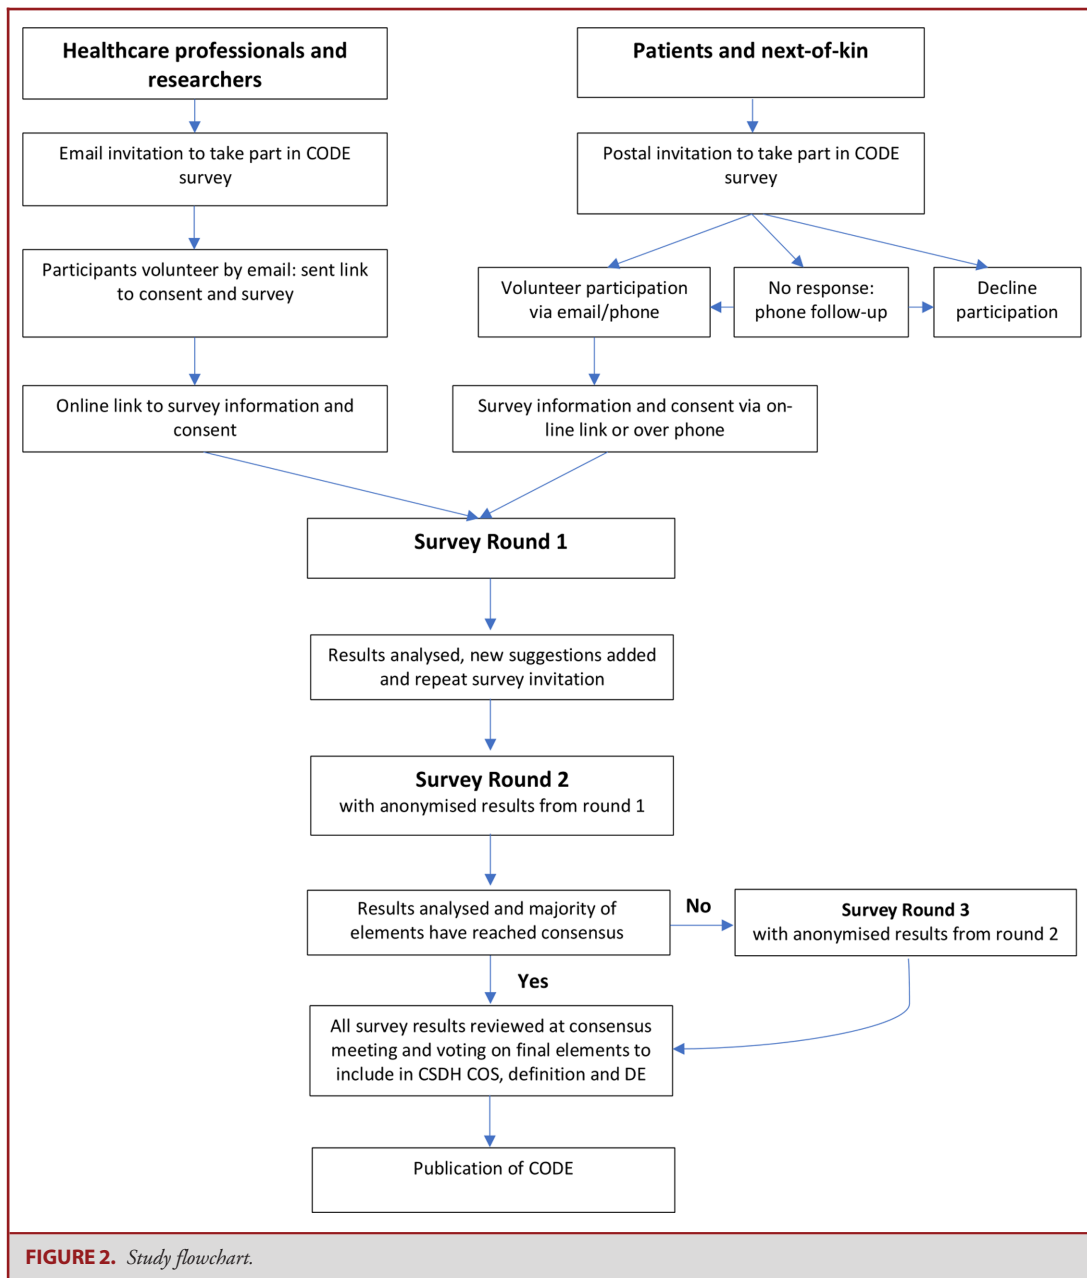 Healthcare professionals and
researchers
Patients and next-of-kin
Email invitation to take part in CODE
survey
Postal invitation to take part in CODE
survey
Participants volunteer by email: sent link
to consent and survey
Volunteer participation
via email/phone
No response:
phone follow-up
Decline
participation
Online link to survey information and
consent
Survey information and consent via on-
line link or over phone
Survey Round 1
Results analysed, new suggestions added
and repeat survey invitation
Survey Round 2
with anonymised results from round 1
Results analysed and majority of
elements have reached consensus
No
Survey Round 3
with anonymised results from round 2
Yes
All survey results reviewed at consensus
meeting and voting on final elements to
include in CSDH COS, definition and DE
Publication of CODE
FIGURE 2. Study flowchart.